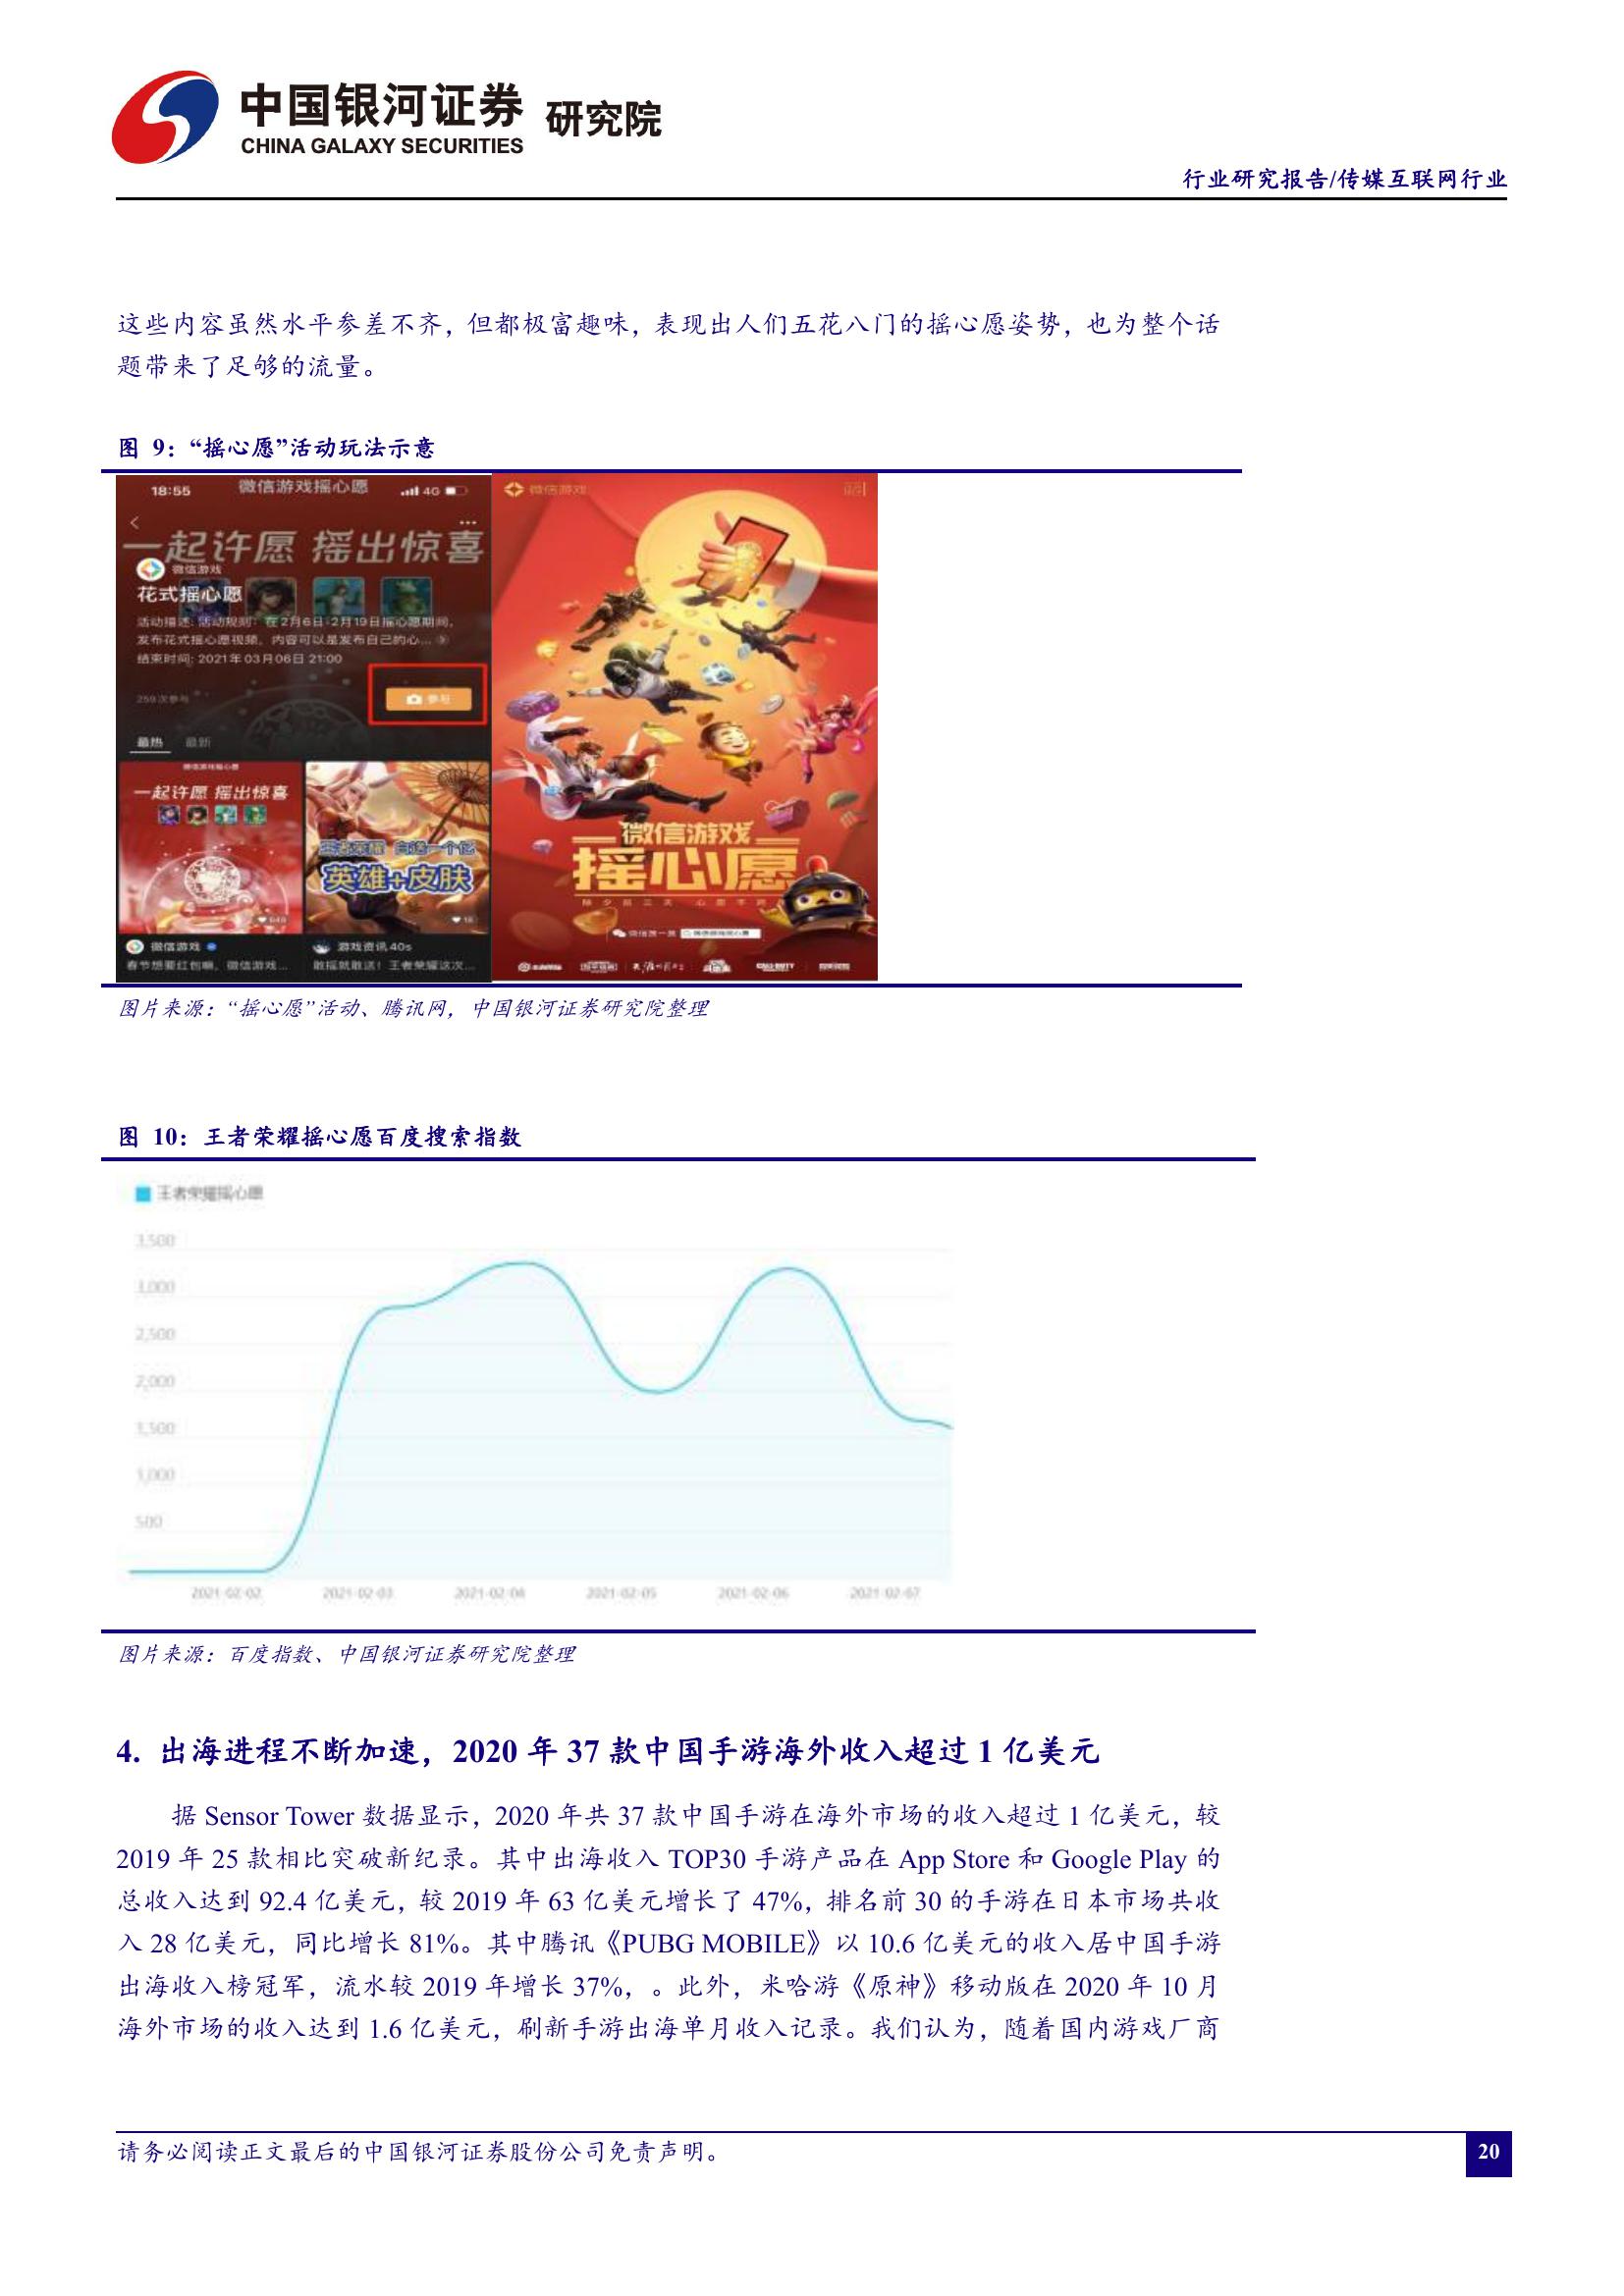 中国银河证券 研究院
CHINA GALAXY SECURITIES
行业研究报告/传媒互联网行业
这些内容虽然水平参差不齐，但都极富趣味，表现出人们五花八门的摇心愿姿势，也为整个话
题带来了足够的流量。
图 9：“摇心愿”活动玩法示意
18:55 微信游戏摇心愿 4G
一起许愿 摇出惊喜
微信游戏
花式摇心愿
活动描述: 活动规则: 在2月6日-2月19日摇心愿期间,
发布花式摇心愿视频，内容可以是发布自己的心...
结束时间: 2021年03月06日 21:00
259次参与
参与
最热 最新
微信游戏摇心愿
一起许愿 摇出惊喜
英雄+皮肤
微信游戏
游戏资讯40s
春节想要红包嘛，微信游戏...
敢摇就敢送！王者荣耀这次...
微信游戏
微信游戏
摇心愿
图片来源：“摇心愿”活动、腾讯网，中国银河证券研究院整理
图 10：王者荣耀摇心愿百度搜索指数
王者荣耀摇心愿
3,500
3,000
2,500
2,000
1,500
1,000
500
2021-02-02 2021-02-03 2021-02-04 2021-02-05 2021-02-06 2021-02-07
图片来源：百度指数、中国银河证券研究院整理
4. 出海进程不断加速，2020 年 37 款中国手游海外收入超过 1 亿美元
据 Sensor Tower 数据显示，2020 年共 37 款中国手游在海外市场的收入超过 1 亿美元，较
2019 年 25 款相比突破新纪录。其中出海收入 TOP30 手游产品在 App Store 和 Google Play 的
总收入达到 92.4 亿美元，较 2019 年 63 亿美元增长了 47%，排名前 30 的手游在日本市场共收
入 28 亿美元，同比增长 81%。其中腾讯《PUBG MOBILE》以 10.6 亿美元的收入居中国手游
出海收入榜冠军，流水较 2019 年增长 37%，。此外，米哈游《原神》移动版在 2020 年 10 月
海外市场的收入达到 1.6 亿美元，刷新手游出海单月收入记录。我们认为，随着国内游戏厂商
请务必阅读正文最后的中国银河证券股份公司免责声明。
20